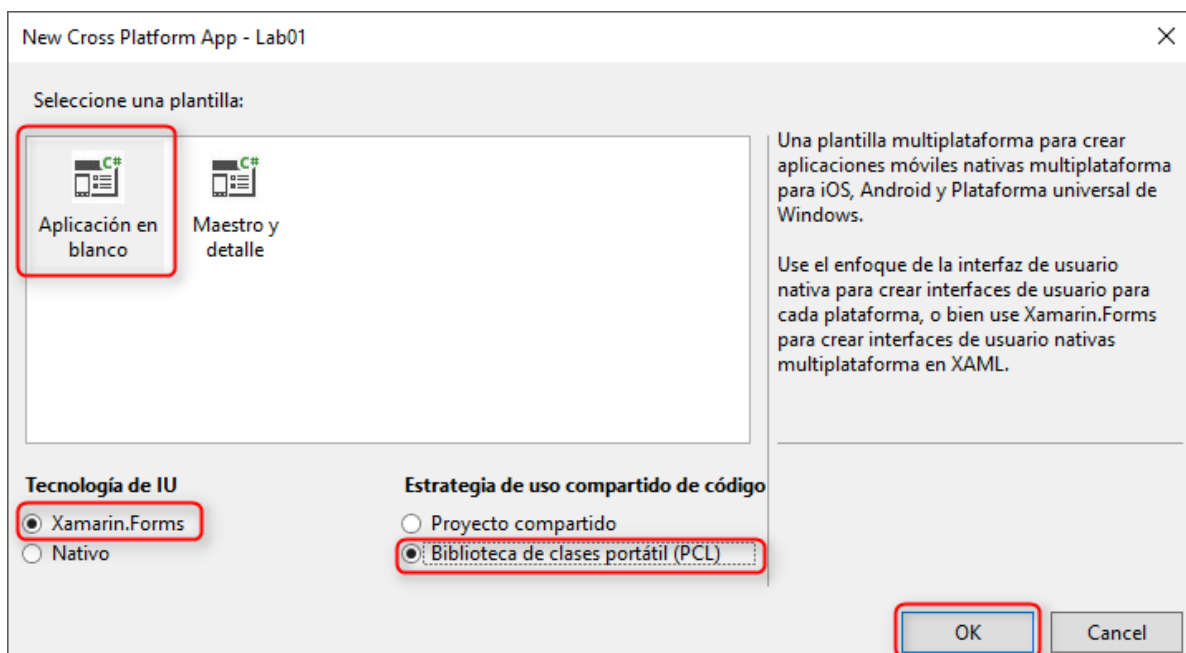 New Cross Platform App - Lab01
Seleccione una plantilla:
C#
Aplicación en
blanco
C#
Maestro y
detalle
Una plantilla multiplataforma para crear
aplicaciones móviles nativas multiplataforma
para iOS, Android y Plataforma universal de
Windows.
Use el enfoque de la interfaz de usuario
nativa para crear interfaces de usuario para
cada plataforma, o bien use Xamarin.Forms
para crear interfaces de usuario nativas
multiplataforma en XAML.
Tecnología de IU
Xamarin.Forms
Nativo
Estrategia de uso compartido de código
Proyecto compartido
Biblioteca de clases portátil (PCL)
OK
Cancel